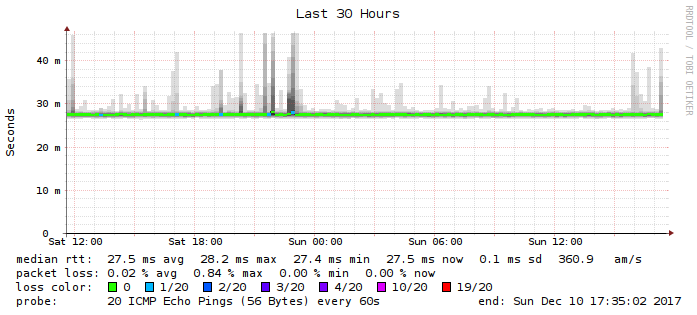 Last 30 Hours
RRDTOOL / TOBI OETIKER
Seconds
40 m
30 m
20 m
10 m
0
Sat 12:00 Sat 18:00 Sun 00:00 Sun 06:00 Sun 12:00
median rtt: 27.5 ms avg 28.2 ms max 27.4 ms min 27.5 ms now 0.1 ms sd 360.9 am/s
packet loss: 0.02 % avg 0.84 % max 0.00 % min 0.00 % now
loss color: 0 1/20 2/20 3/20 4/20 10/20 19/20
probe: 20 ICMP Echo Pings (56 Bytes) every 60s end: Sun Dec 10 17:35:02 2017